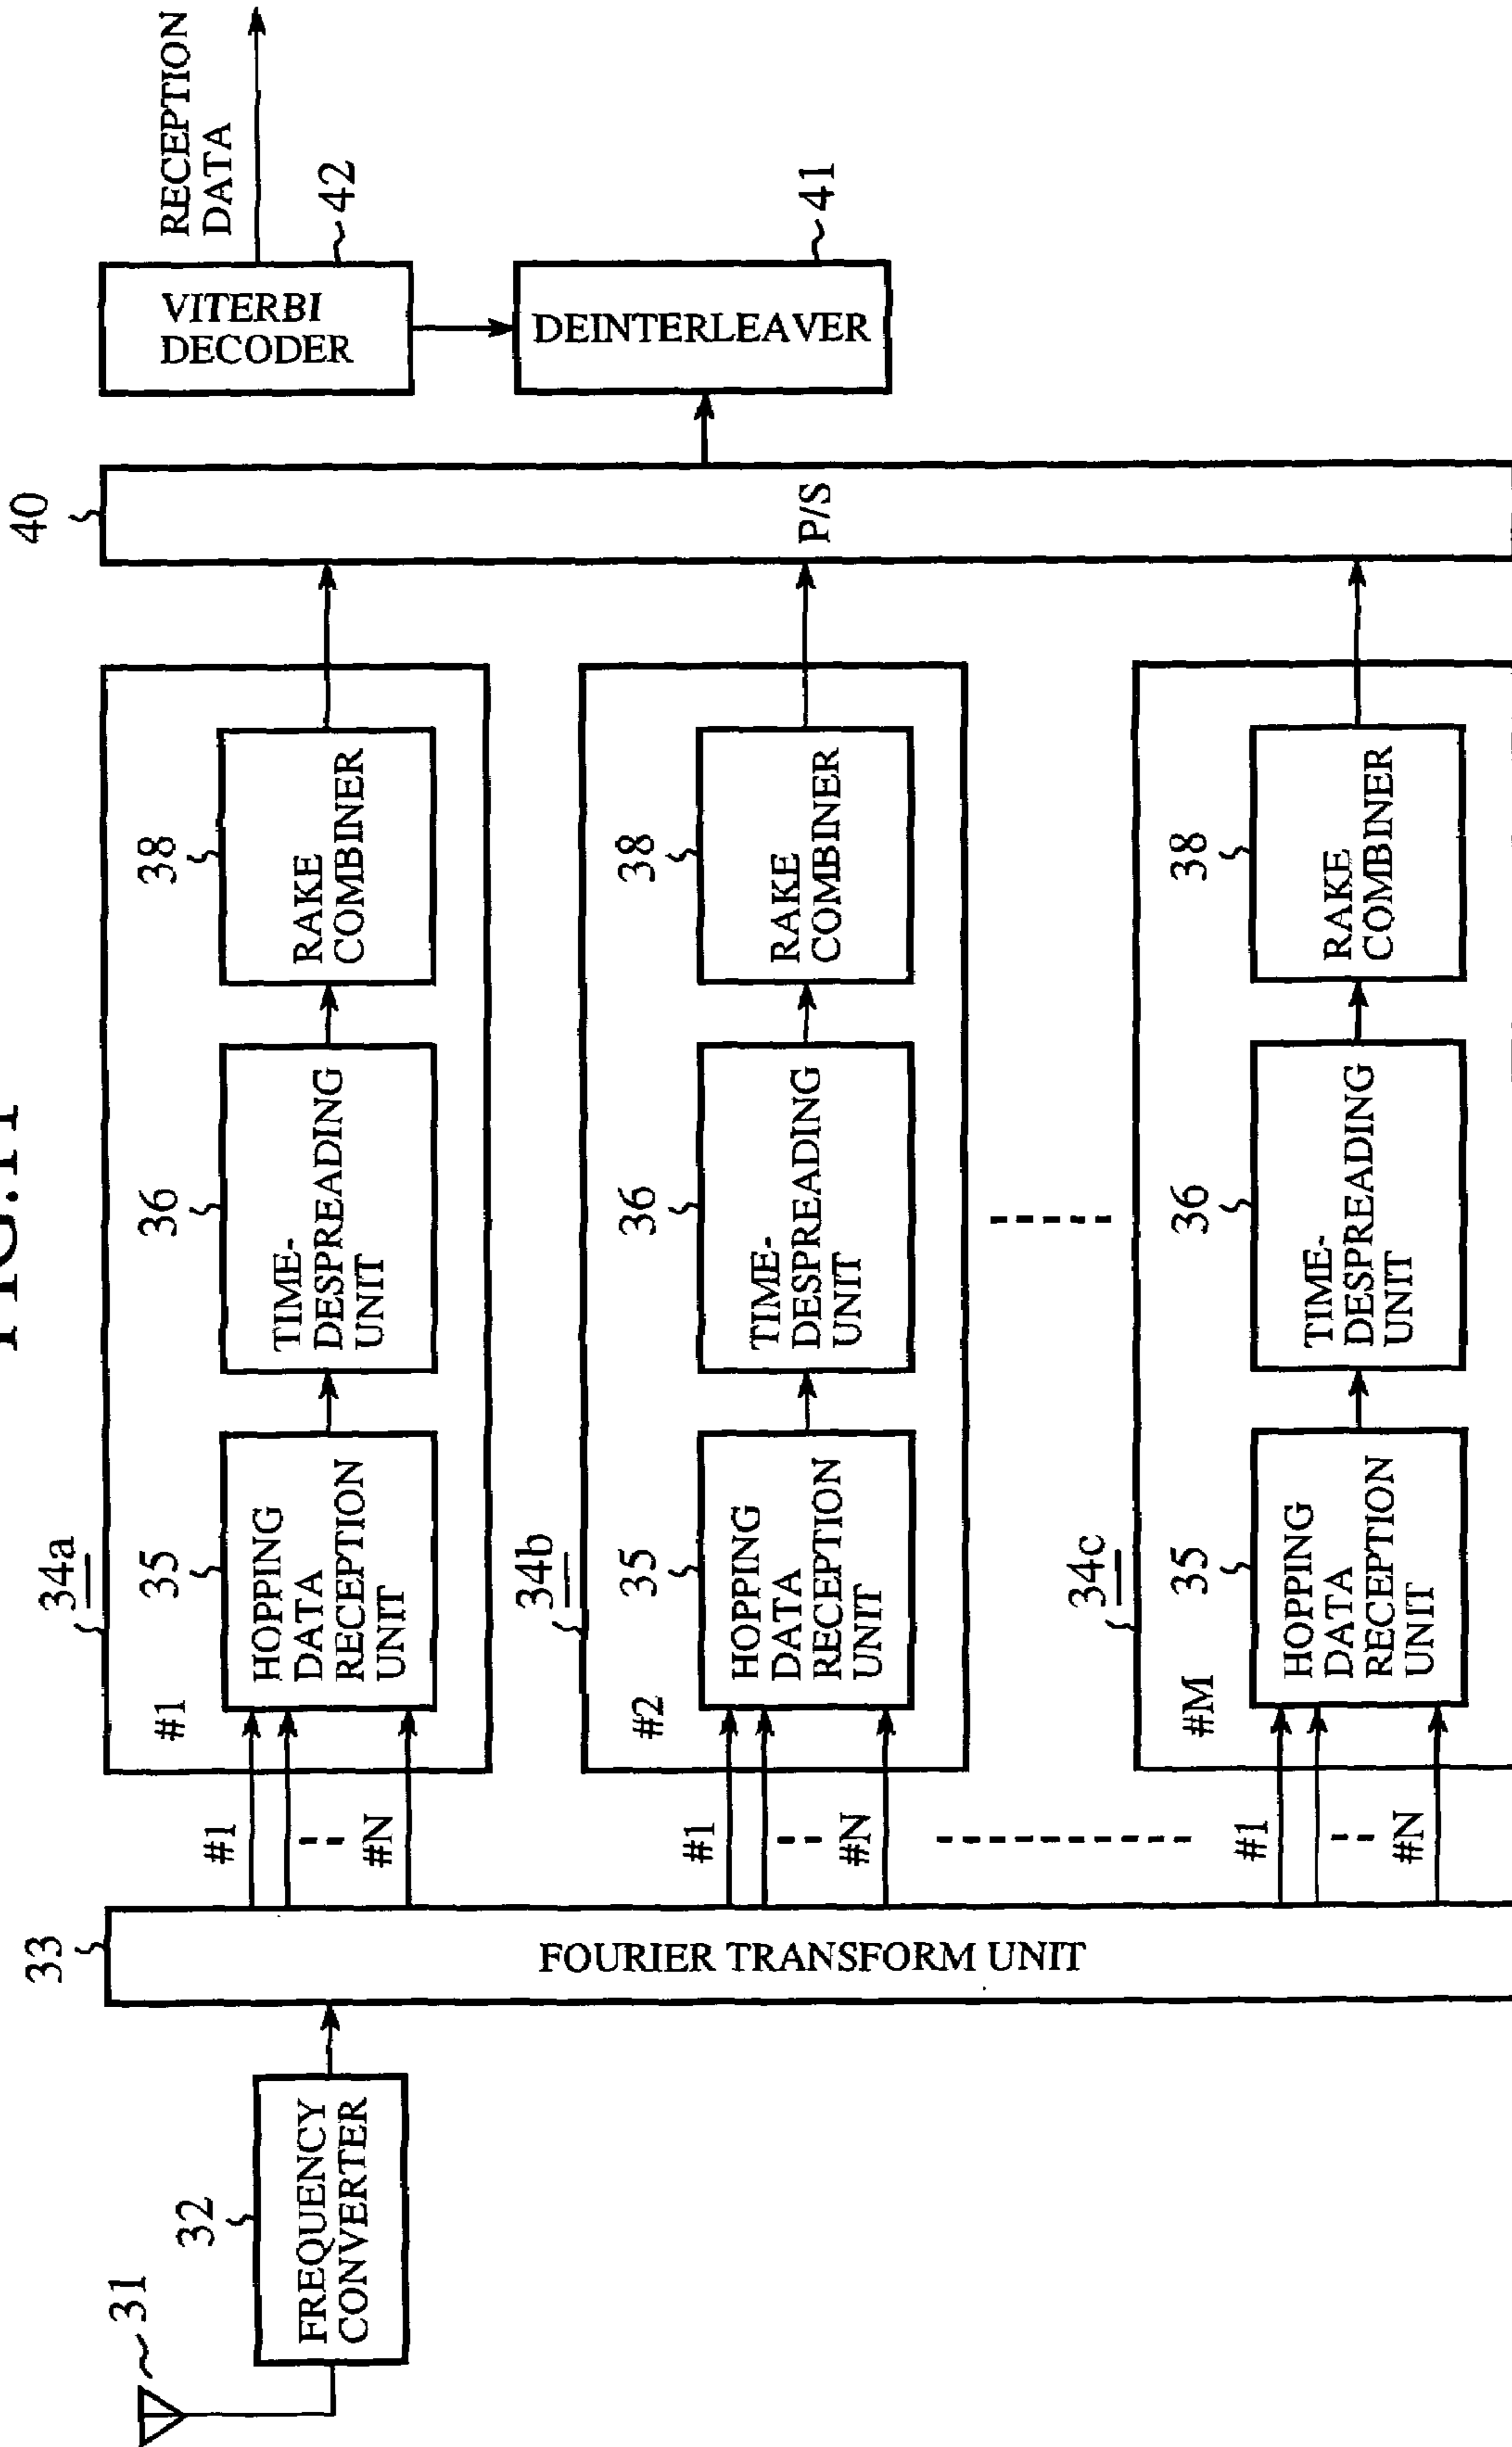 40
RECEPTION
DATA
42
VITERBI
DECODER
41
DEINTERLEAVER
P/S
34a
#1
38
RAKE
COMBINER
36
TIME-
DESPREADING
UNIT
35
HOPPING
DATA
RECEPTION
UNIT
#1
#N
34b
#2
38
RAKE
COMBINER
36
TIME-
DESPREADING
UNIT
35
HOPPING
DATA
RECEPTION
UNIT
#1
#N
34c
#M
38
RAKE
COMBINER
36
TIME-
DESPREADING
UNIT
35
HOPPING
DATA
RECEPTION
UNIT
#1
#N
33
FOURIER TRANSFORM UNIT
32
FREQUENCY
CONVERTER
31